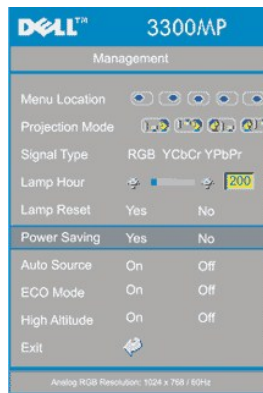 DELL™ 3300MP
Management
Menu Location
Projection Mode
Signal Type RGB YCbCr YPbPr
Lamp Hour 200
Lamp Reset Yes No
Power Saving Yes No
Auto Source On Off
ECO Mode On Off
High Altitude On Off
Exit
Analog RGB Resolution: 1024 x 768 / 60Hz